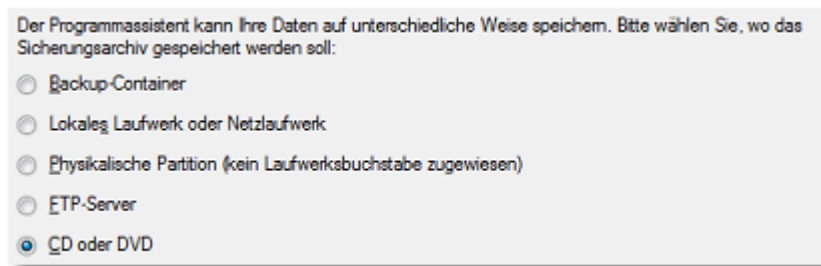 Der Programmassistent kann Ihre Daten auf unterschiedliche Weise speichern. Bitte wählen Sie, wo das
Sicherungsarchiv gespeichert werden soll:
Backup-Container
Lokales Laufwerk oder Netzlaufwerk
Physikalische Partition (kein Laufwerksbuchstabe zugewiesen)
FTP-Server
CD oder DVD